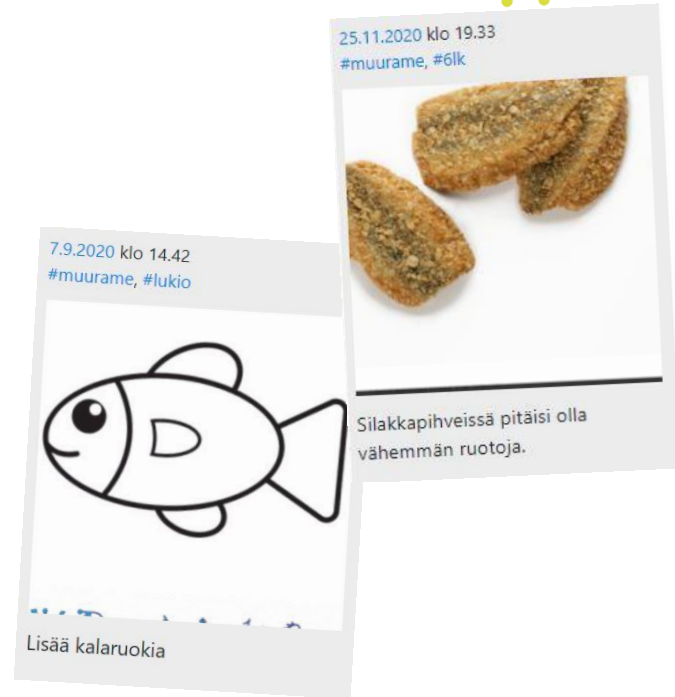 25.11.2020 klo 19.33
#muurame, #6lk
Silakkapihveissä pitäisi olla
vähemmän ruotoja.
7.9.2020 klo 14.42
#muurame, #lukio
Lisää kalaruokia